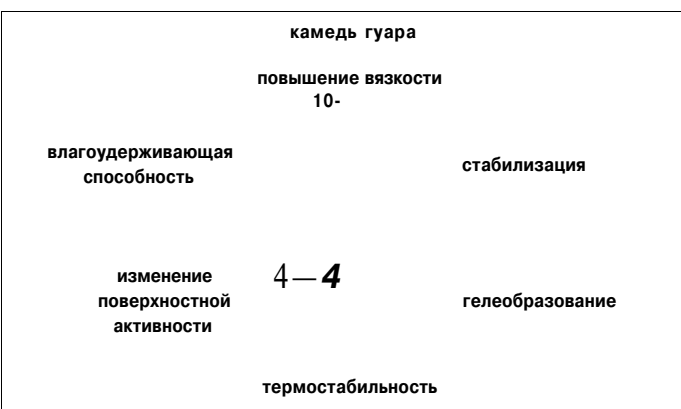 камедь гуара
повышение вязкости
10-
влагоудерживающая
способность
стабилизация
4—4
изменение
поверхностной
активности
гелеобразование
термостабильность